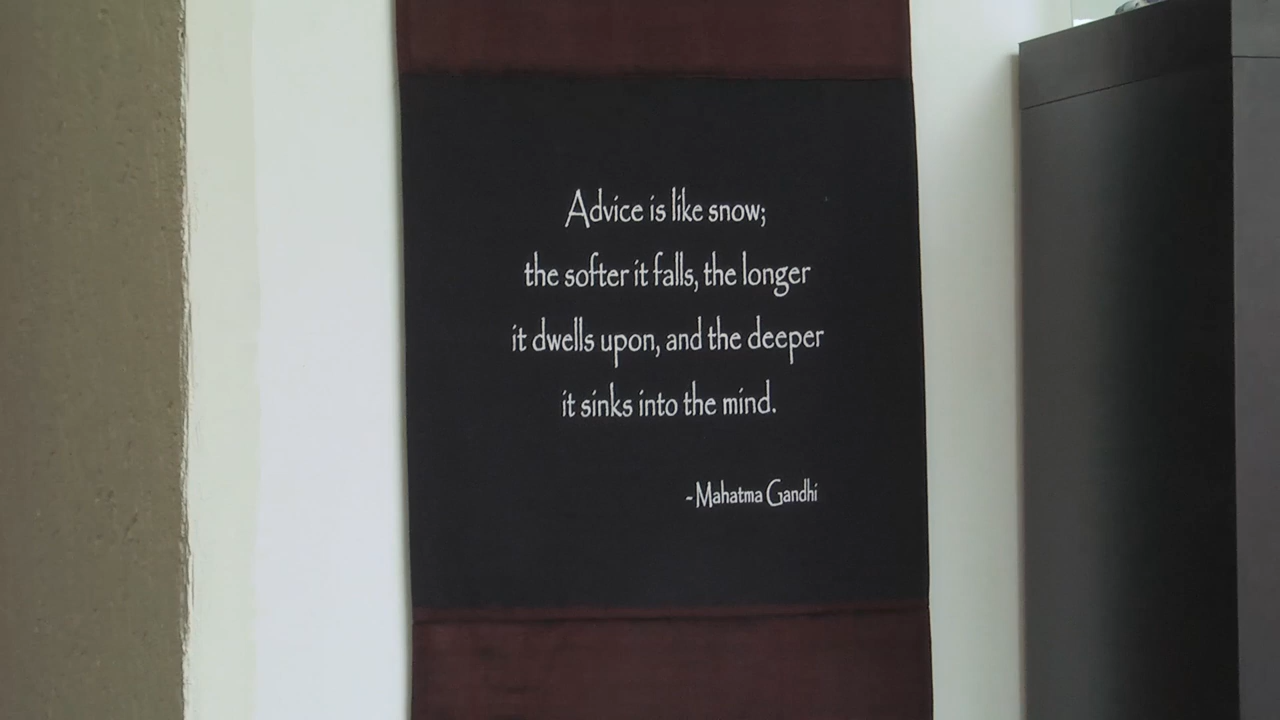 Advice is like snow;
the softer it falls, the longer
it dwells upon, and the deeper
it sinks into the mind.
- Mahatma Gandhi